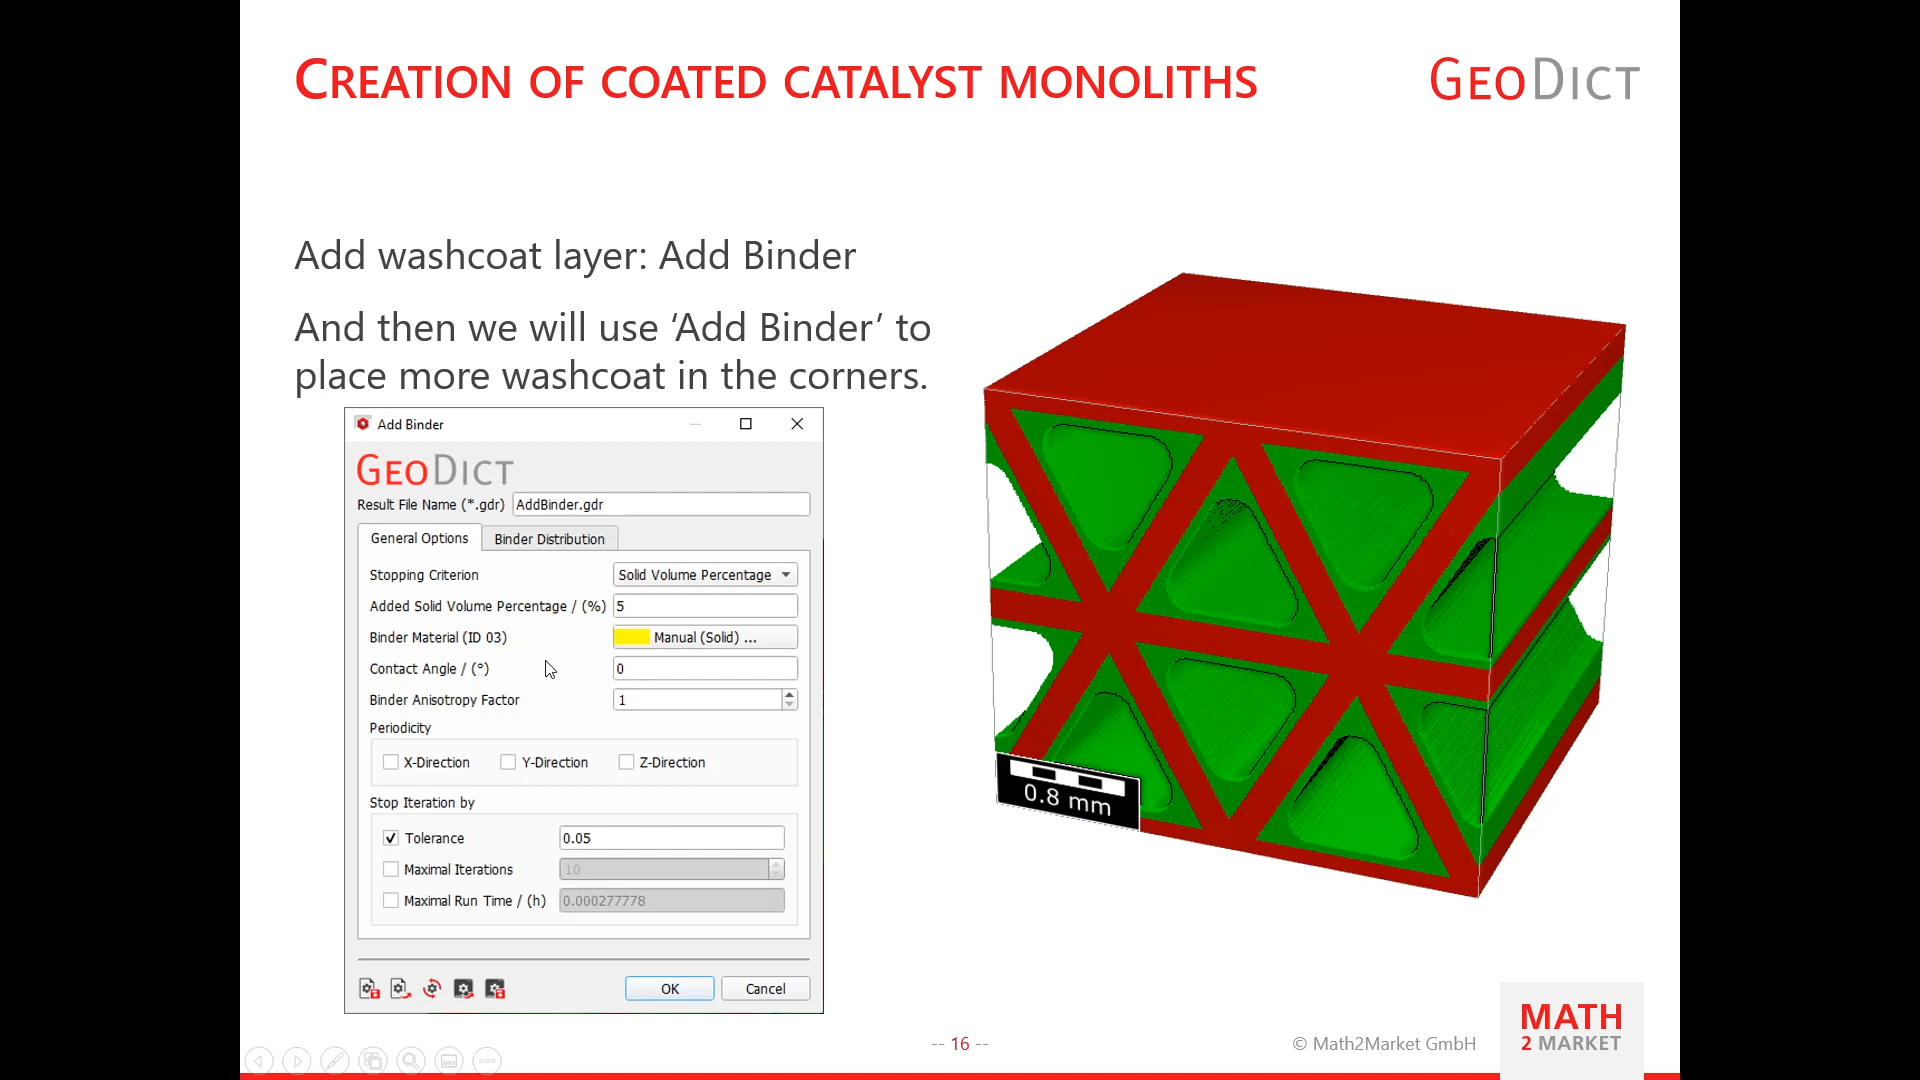 CREATION OF COATED CATALYST MONOLITHS
GEODICT
Add washcoat layer: Add Binder
And then we will use ‘Add Binder’ to
place more washcoat in the corners.
Add Binder
GEODICT
Result File Name (*.gdr) AddBinder.gdr
General Options Binder Distribution
Stopping Criterion Solid Volume Percentage
Added Solid Volume Percentage / (%) 5
Binder Material (ID 03) Manual (Solid) ...
Contact Angle / (°) 0
Binder Anisotropy Factor 1
Periodicity
X-Direction Y-Direction Z-Direction
Stop Iteration by
Tolerance 0.05
Maximal Iterations 10
Maximal Run Time / (h) 0.000277778
OK Cancel
0.8 mm
-- 16 --
© Math2Market GmbH
MATH
2 MARKET